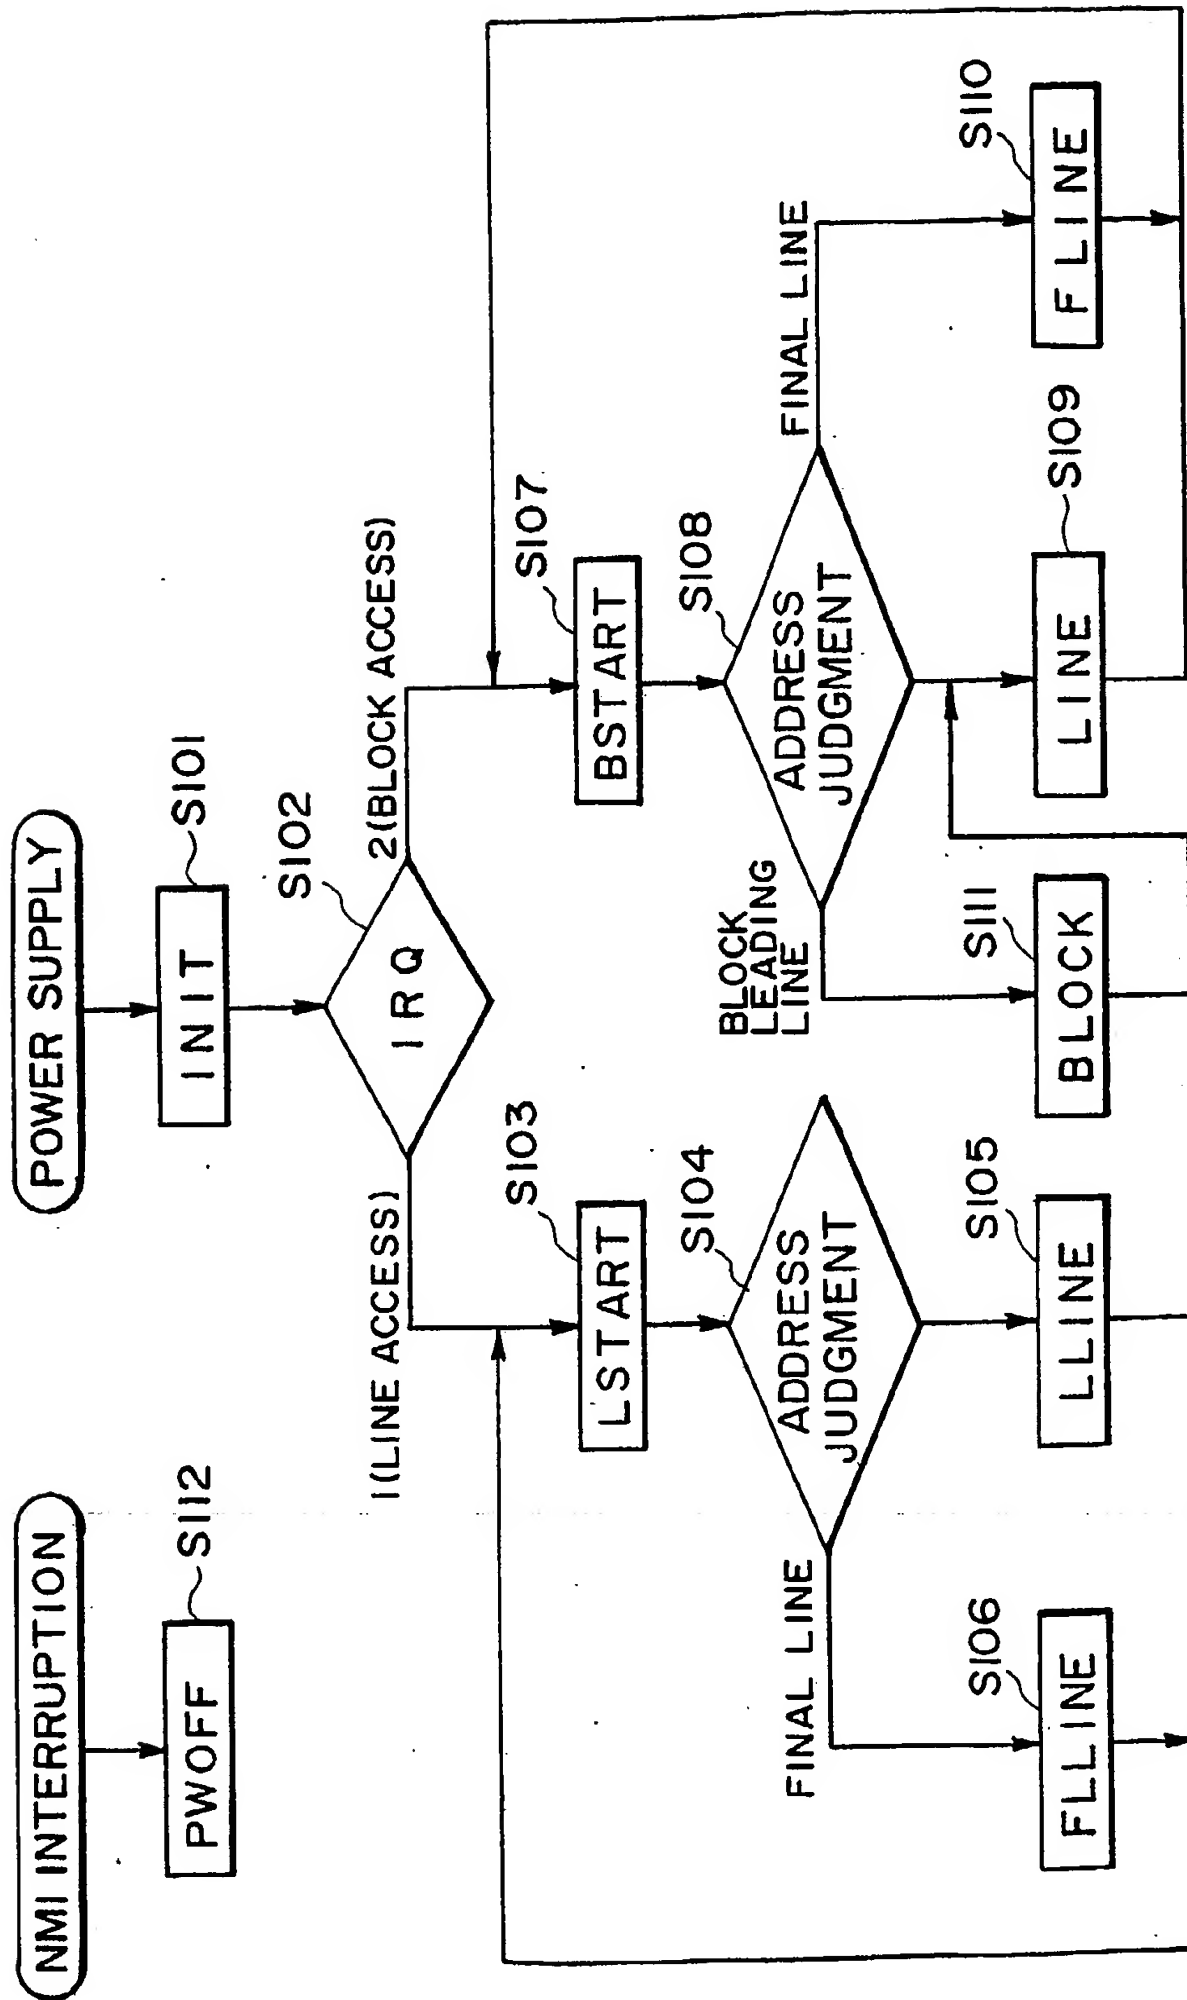 NMI INTERRUPTION
PWOFF
S112
POWER SUPPLY
INIT
S101
IRQ
S102
1(LINE ACCESS)
2(BLOCK ACCESS)
LSTART
S103
ADDRESS
JUDGMENT
S104
FINAL LINE
LLINE
S105
FLLINE
S106
BSTART
S107
ADDRESS
JUDGMENT
S108
BLOCK
LEADING
LINE
FINAL LINE
BLOCK
S111
LINE
S109
FLINE
S110